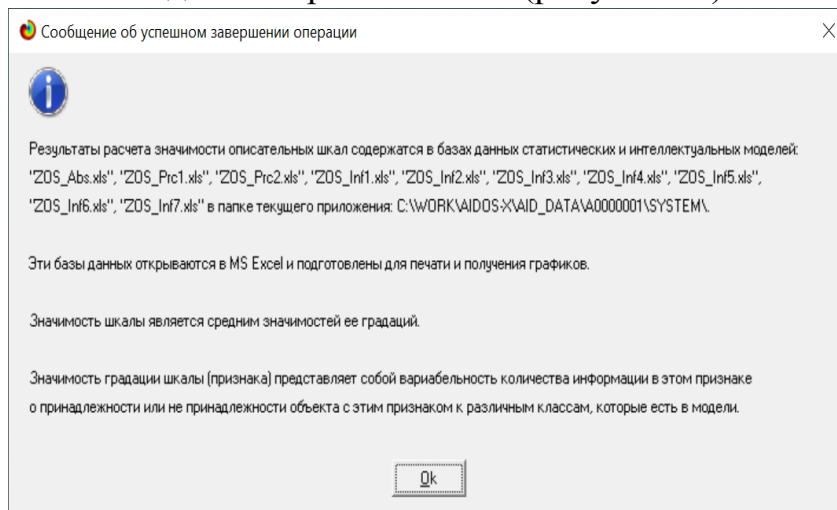 Сообщение об успешном завершении операции
Результаты расчета значимости описательных шкал содержатся в базах данных статистических и интеллектуальных моделей:
"ZOS_Abs.xls", "ZOS_Prc1.xls", "ZOS_Prc2.xls", "ZOS_Inf1.xls", "ZOS_Inf2.xls", "ZOS_Inf3.xls", "ZOS_Inf4.xls", "ZOS_Inf5.xls",
"ZOS_Inf6.xls", "ZOS_Inf7.xls" в папке текущего приложения: C:\WORK\AIDOS-X\AID_DATA\A0000001\SYSTEM\.
Эти базы данных открываются в MS Excel и подготовлены для печати и получения графиков.
Значимость шкалы является средним значимостей ее градаций.
Значимость градации шкалы (признака) представляет собой вариабельность количества информации в этом признаке
о принадлежности или не принадлежности объекта с этим признаком к различным классам, которые есть в модели.
Ok